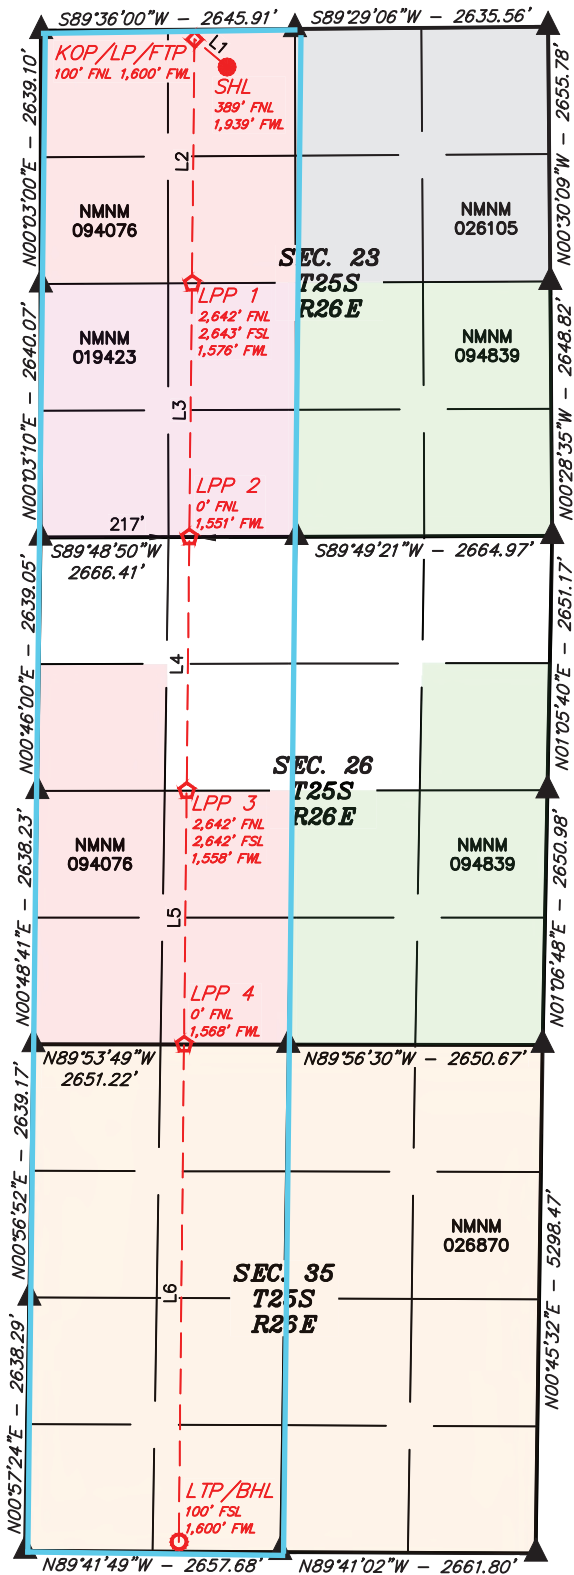 S89°36'00"W - 2645.91'
S89°29'06"W - 2635.56'
KOP/LP/FTP
100' FNL 1,600' FWL
L1
SHL
389' FNL
1,939' FWL
N00°03'00"E - 2639.10'
N00°30'09"W - 2655.78'
L2
NMNM
094076
NMNM
026105
SEC. 23
T25S
R26E
LPP 1
2,642' FNL
2,643' FSL
1,576' FWL
NMNM
019423
NMNM
094839
N00°03'10"E - 2640.07'
N00°28'35"W - 2648.82'
L3
LPP 2
0' FNL
1,551' FWL
217'
S89°48'50"W
2666.41'
S89°49'21"W - 2664.97'
N00°46'00"E - 2639.05'
N01°05'40"E - 2651.17'
L4
SEC. 26
T25S
R26E
LPP 3
2,642' FNL
2,642' FSL
1,558' FWL
NMNM
094076
NMNM
094839
N00°48'41"E - 2638.23'
N01°06'48"E - 2650.98'
L5
LPP 4
0' FNL
1,568' FWL
N89°53'49"W
2651.22'
N89°56'30"W - 2650.67'
N00°56'52"E - 2639.17'
NMNM
026870
SEC. 35
T25S
R26E
L6
N00°45'32"E - 5298.47'
N00°57'24"E - 2638.29'
LTP/BHL
100' FSL
1,600' FWL
N89°41'49"W - 2657.68'
N89°41'02"W - 2661.80'